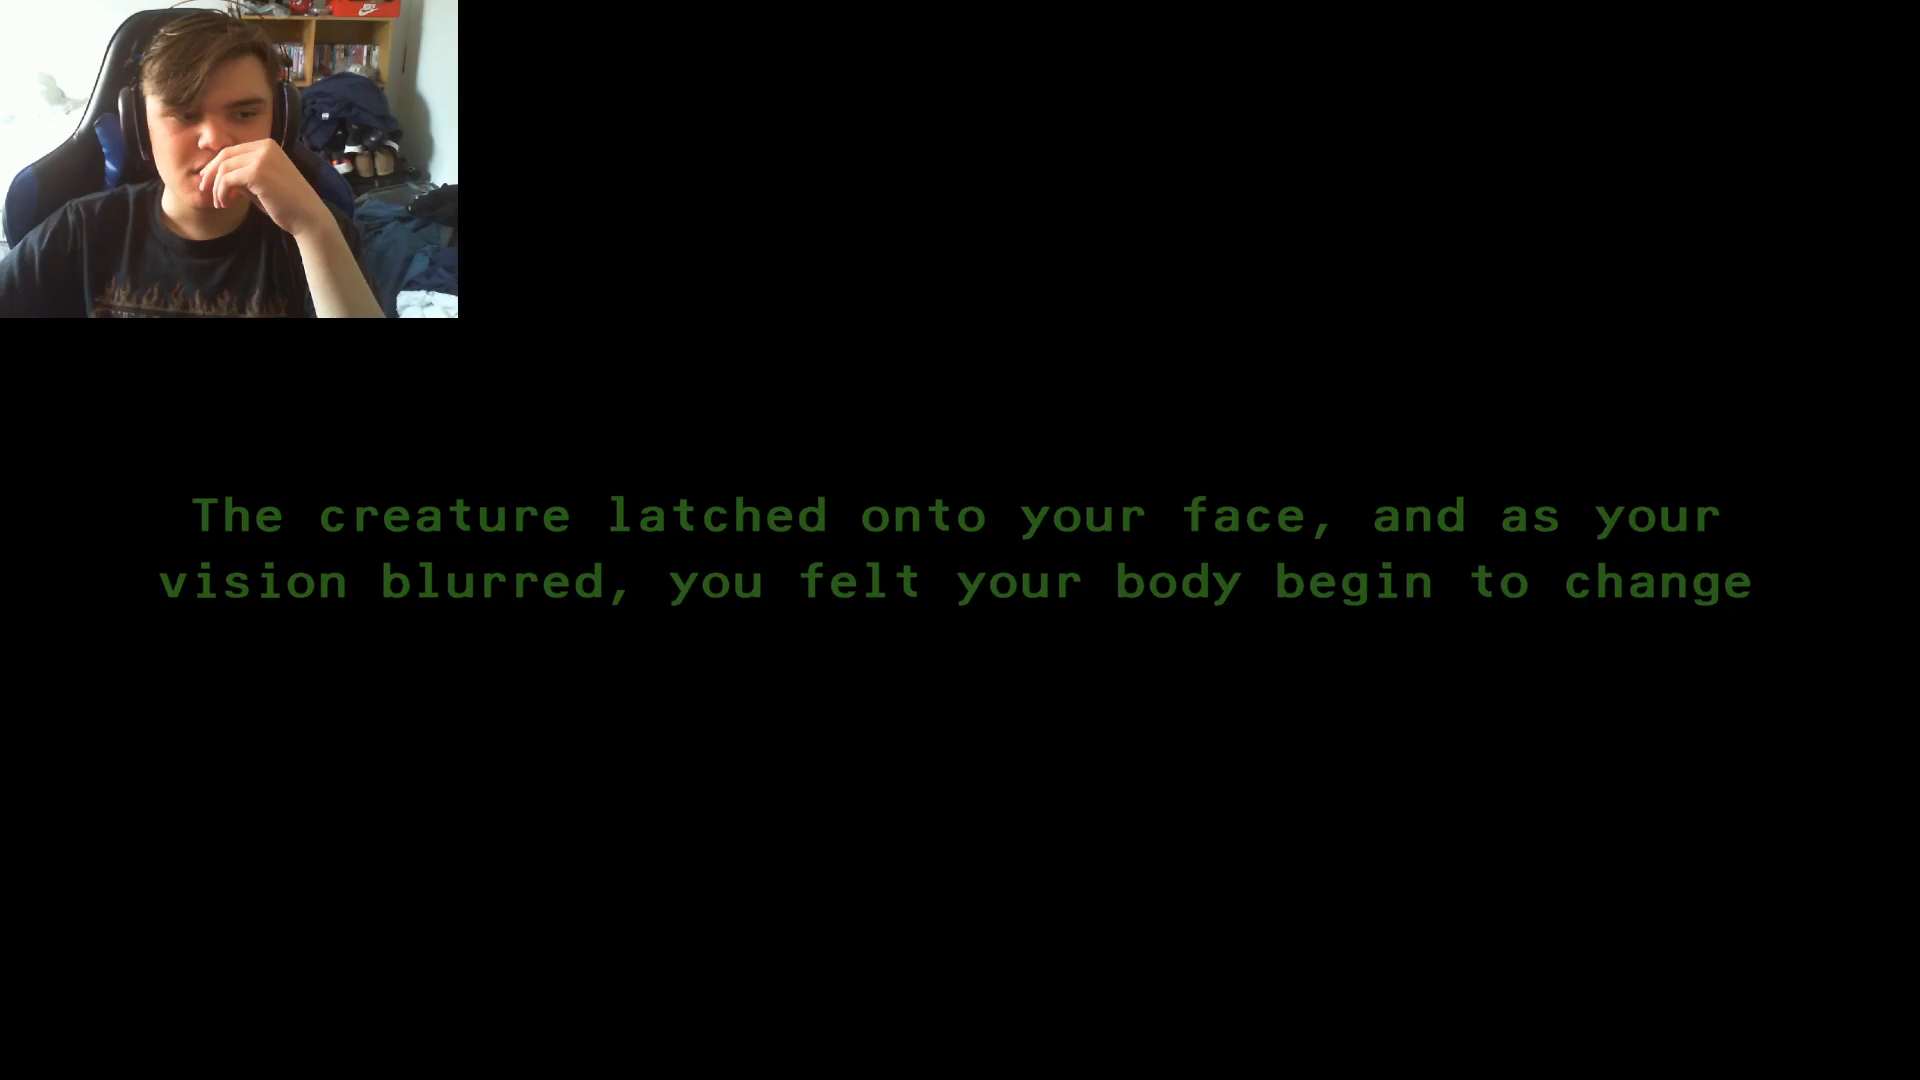 The creature latched onto your face, and as your
vision blurred, you felt your body begin to change